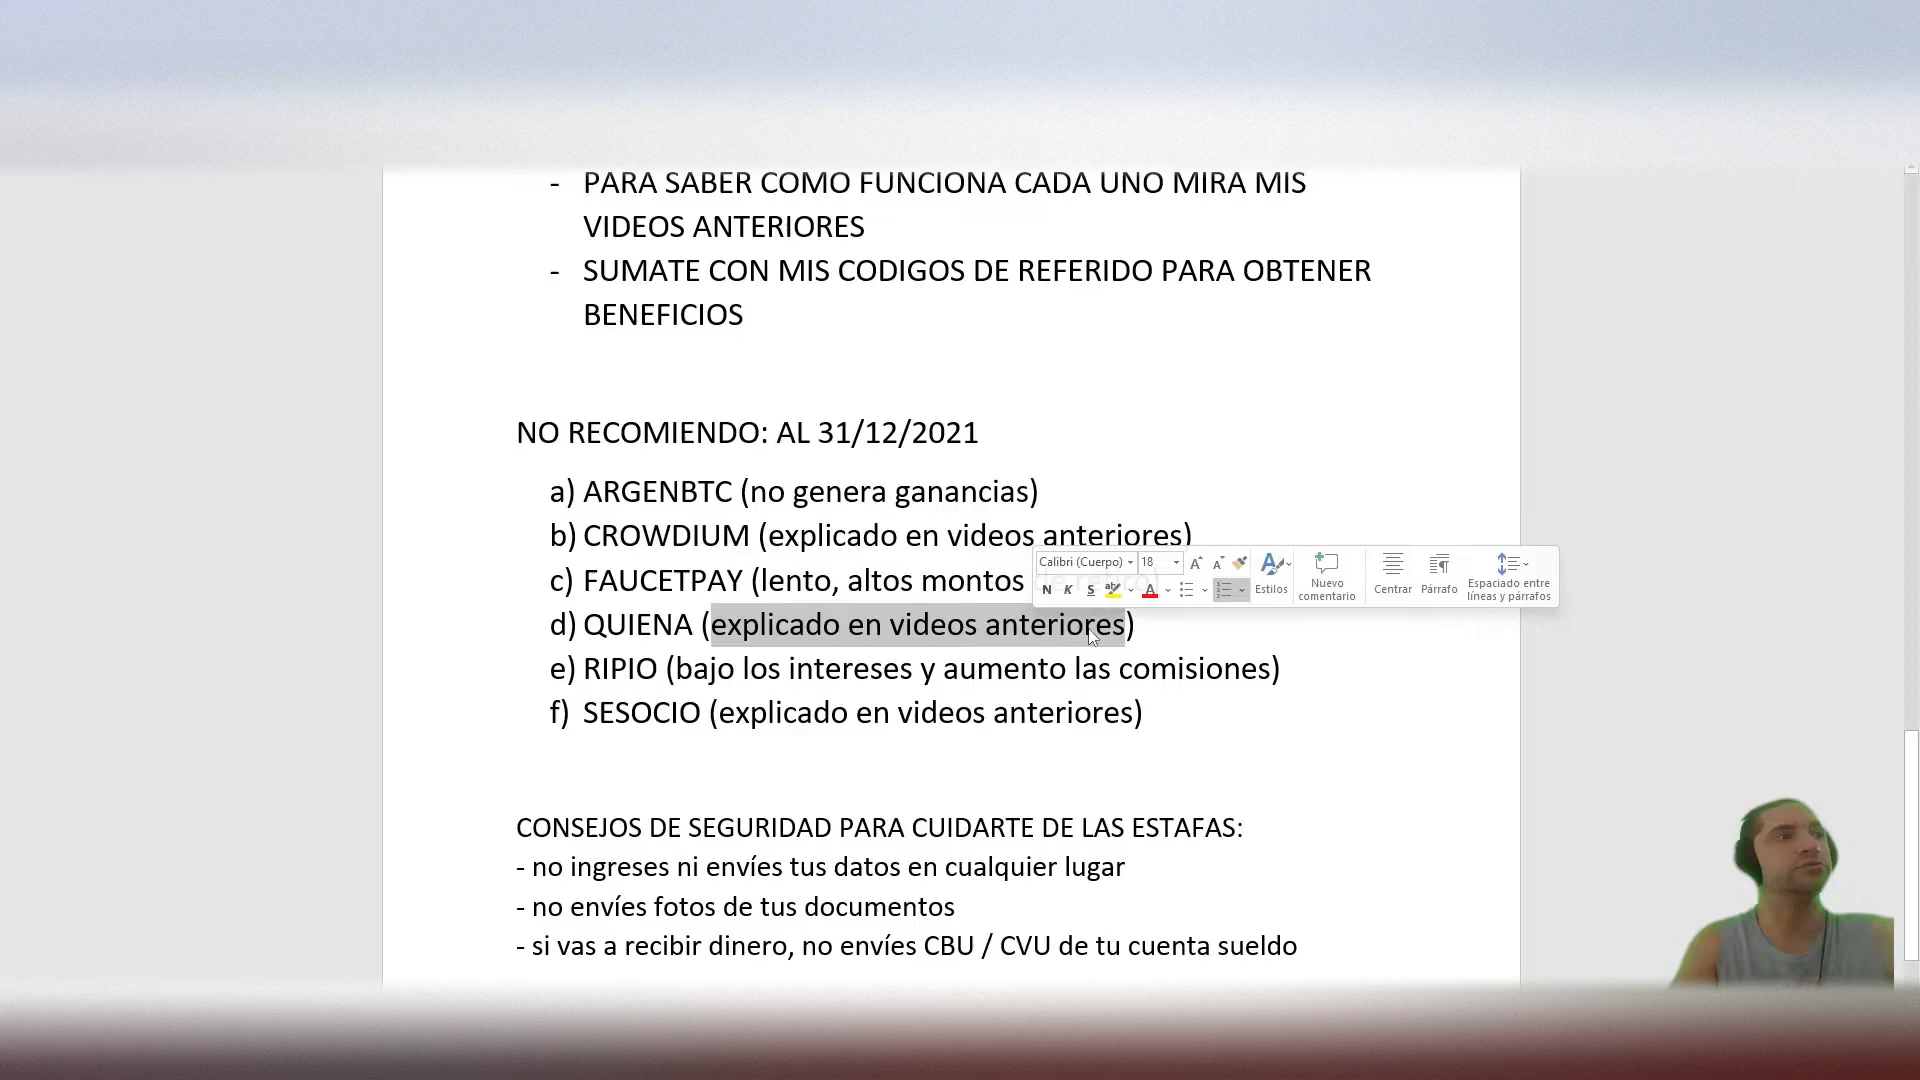 - PARA SABER COMO FUNCIONA CADA UNO MIRA MIS
VIDEOS ANTERIORES
- SUMATE CON MIS CODIGOS DE REFERIDO PARA OBTENER
BENEFICIOS
NO RECOMIENDO: AL 31/12/2021
a) ARGENBTC (no genera ganancias)
b) CROWDIUM (explicado en videos anteriores)
c) FAUCETPAY (lento, altos montos de retiro)
d) QUIENA (explicado en videos anteriores)
e) RIPIO (bajo los intereses y aumento las comisiones)
f) SESOCIO (explicado en videos anteriores)
Calibri (Cuerpo) 18
N K S
Estilos
Nuevo
comentario
Centrar
Párrafo
Espaciado entre
líneas y párrafos
CONSEJOS DE SEGURIDAD PARA CUIDARTE DE LAS ESTAFAS:
- no ingreses ni envíes tus datos en cualquier lugar
- no envíes fotos de tus documentos
- si vas a recibir dinero, no envíes CBU / CVU de tu cuenta sueldo